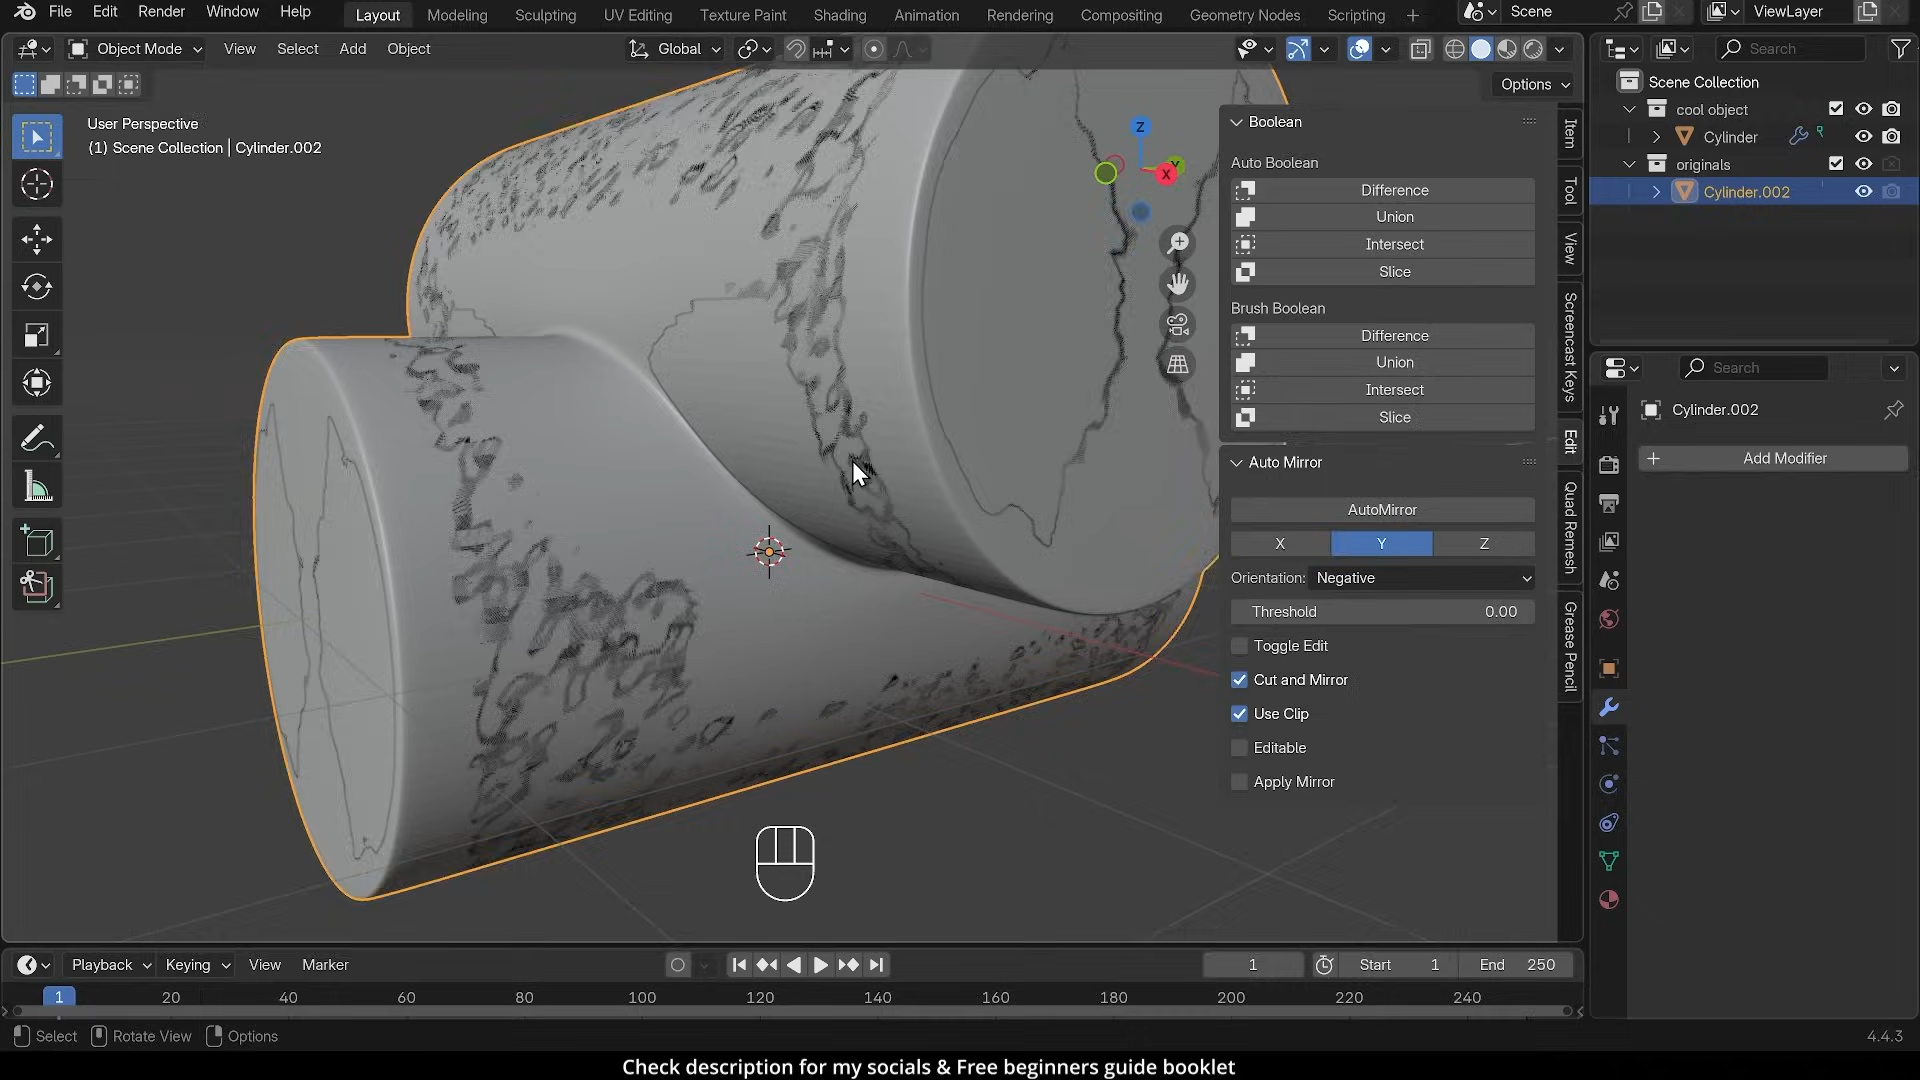 File Edit Render Window Help Layout Modeling Sculpting UV Editing Texture Paint Shading Animation Rendering Compositing Geometry Nodes Scripting + Scene ViewLayer
Object Mode View Select Add Object Global Search
Options
Scene Collection
cool object
Cylinder
originals
Cylinder.002
User Perspective
(1) Scene Collection | Cylinder.002
Z
Y
X
Boolean
Auto Boolean
Difference
Union
Intersect
Slice
Brush Boolean
Difference
Union
Intersect
Slice
Auto Mirror
AutoMirror
X Y Z
Orientation: Negative
Threshold 0.00
Toggle Edit
Cut and Mirror
Use Clip
Editable
Apply Mirror
Item
Tool
View
Screencast Keys
Edit
Quad Remesh
Grease Pencil
Search
Cylinder.002
+ Add Modifier
Playback Keying View Marker 1 Start 1 End 250
1 20 40 60 80 100 120 140 160 180 200 220 240
Select Rotate View Options 4.4.3
Check description for my socials & Free beginners guide booklet